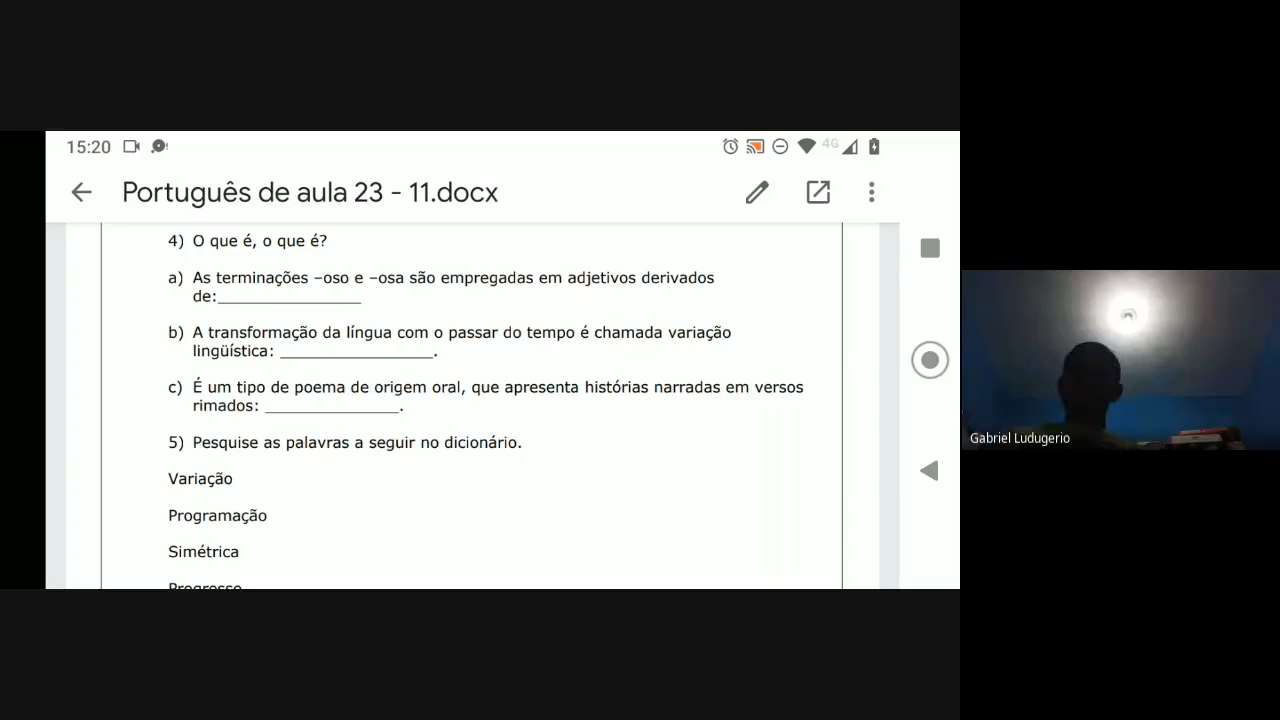 15:20
4G
Português de aula 23 - 11.docx
4) O que é, o que é?
a) As terminações –oso e –osa são empregadas em adjetivos derivados
de:_________________
b) A transformação da língua com o passar do tempo é chamada variação
lingüística: __________________.
c) É um tipo de poema de origem oral, que apresenta histórias narradas em versos
rimados: ________________.
5) Pesquise as palavras a seguir no dicionário.
Variação
Programação
Simétrica
Progresso
Gabriel Ludugerio